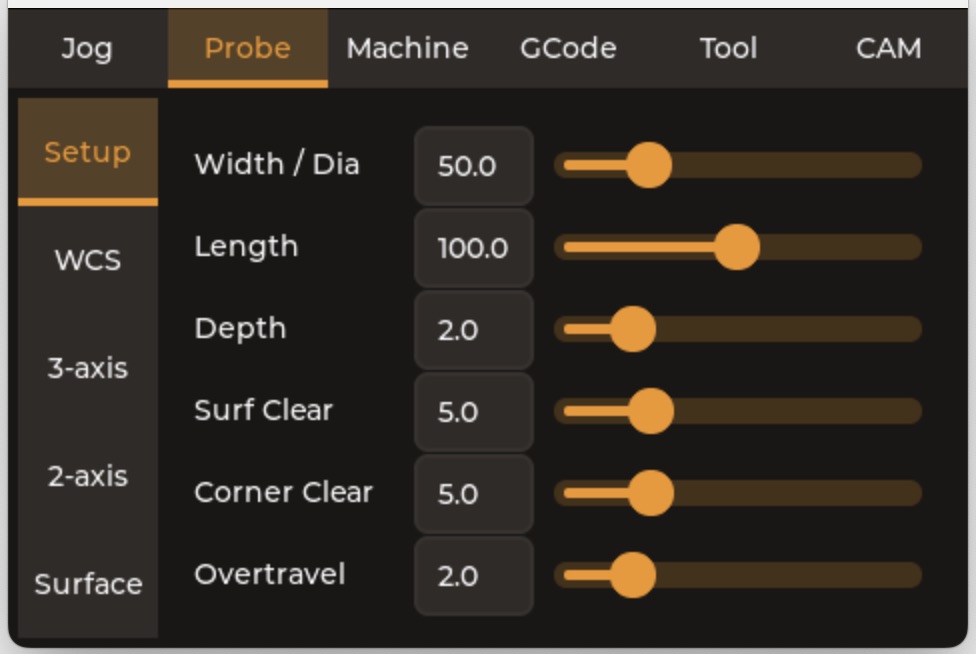 Jog Probe Machine GCode Tool CAM
Setup
WCS
3-axis
2-axis
Surface
Width / Dia 50.0
Length 100.0
Depth 2.0
Surf Clear 5.0
Corner Clear 5.0
Overtravel 2.0